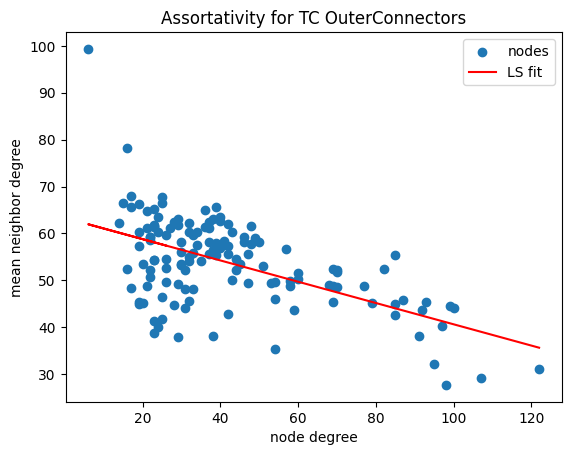 Assortativity for TC OuterConnectors
nodes
LS fit
mean neighbor degree
100
90
80
70
60
50
40
30
20
40
60
80
100
120
node degree